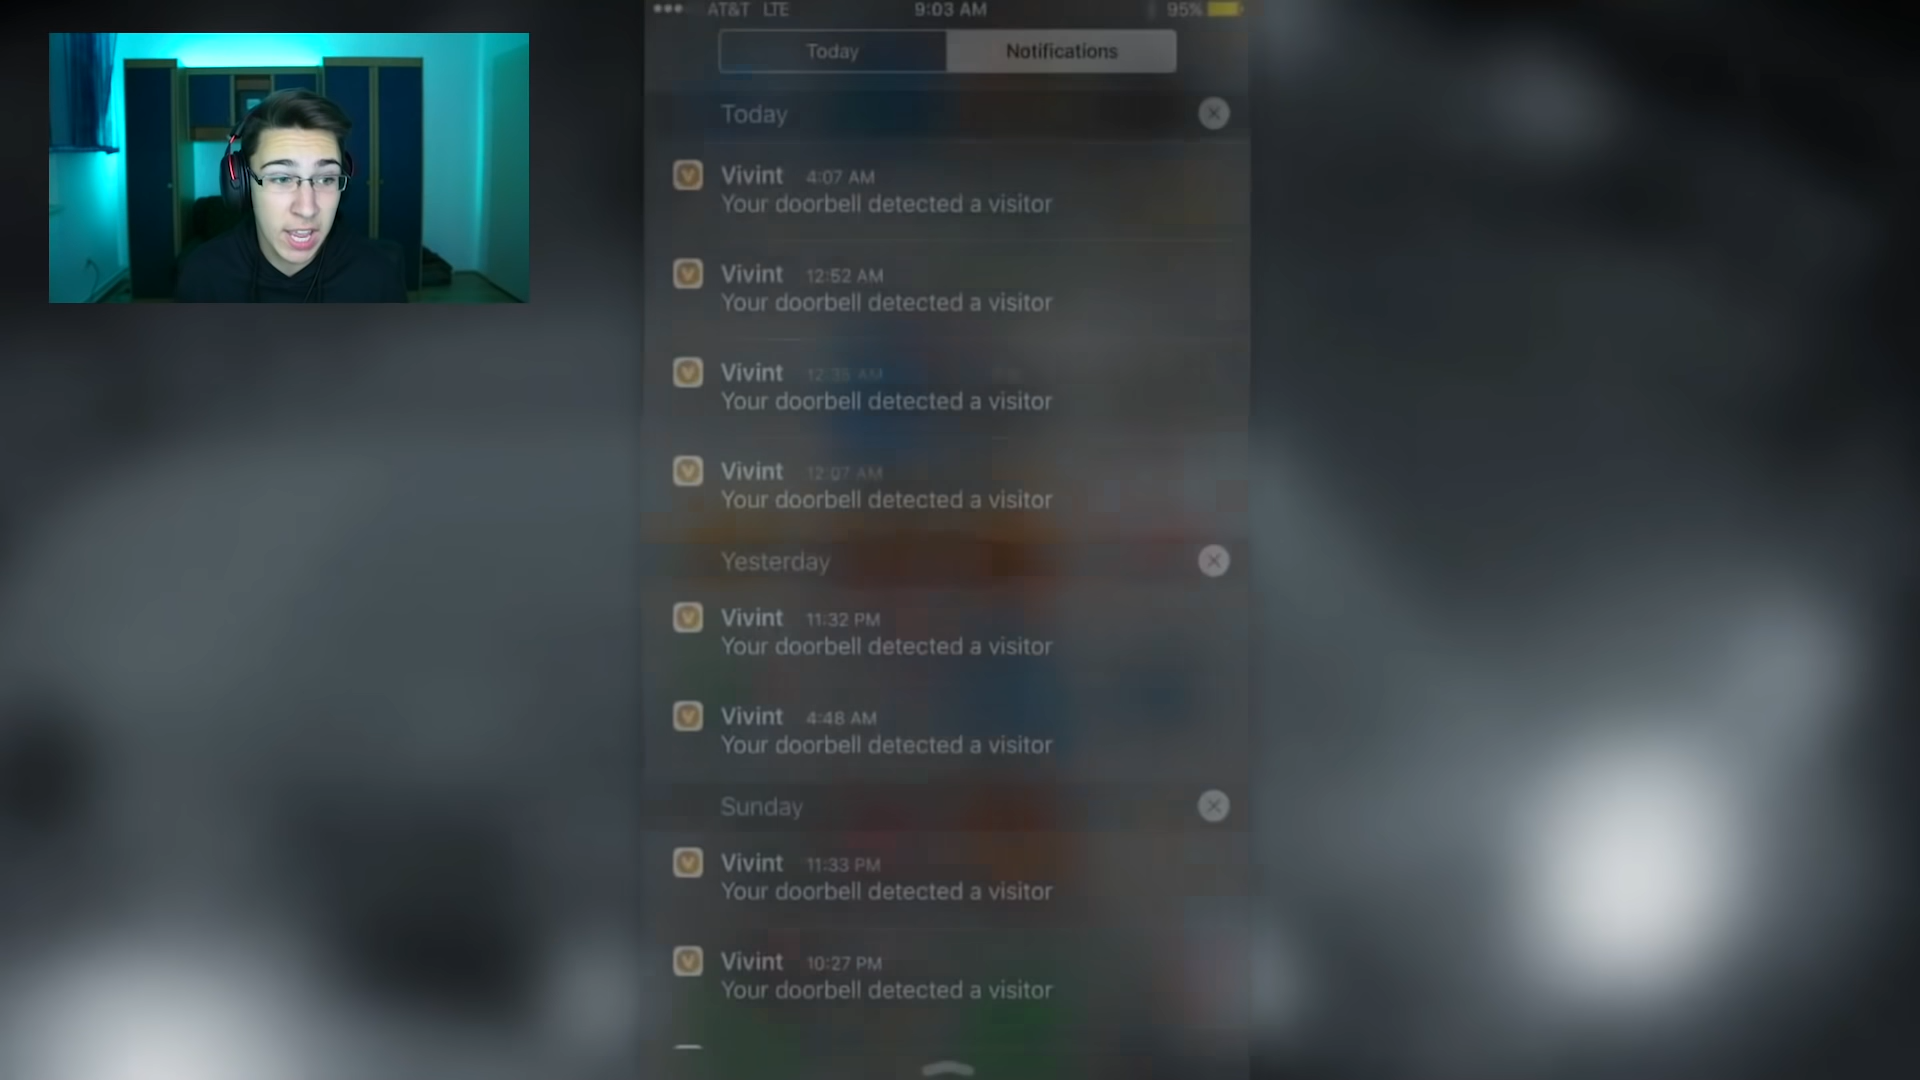 AT&T LTE 9:03 AM 95%
Today Notifications
Today
Vivint 4:07 AM
Your doorbell detected a visitor
Vivint 12:52 AM
Your doorbell detected a visitor
Vivint
Your doorbell detected a visitor
Vivint 12:07 AM
Your doorbell detected a visitor
Yesterday
Vivint 11:32 PM
Your doorbell detected a visitor
Vivint 4:48 AM
Your doorbell detected a visitor
Sunday
Vivint 11:33 PM
Your doorbell detected a visitor
Vivint 10:27 PM
Your doorbell detected a visitor